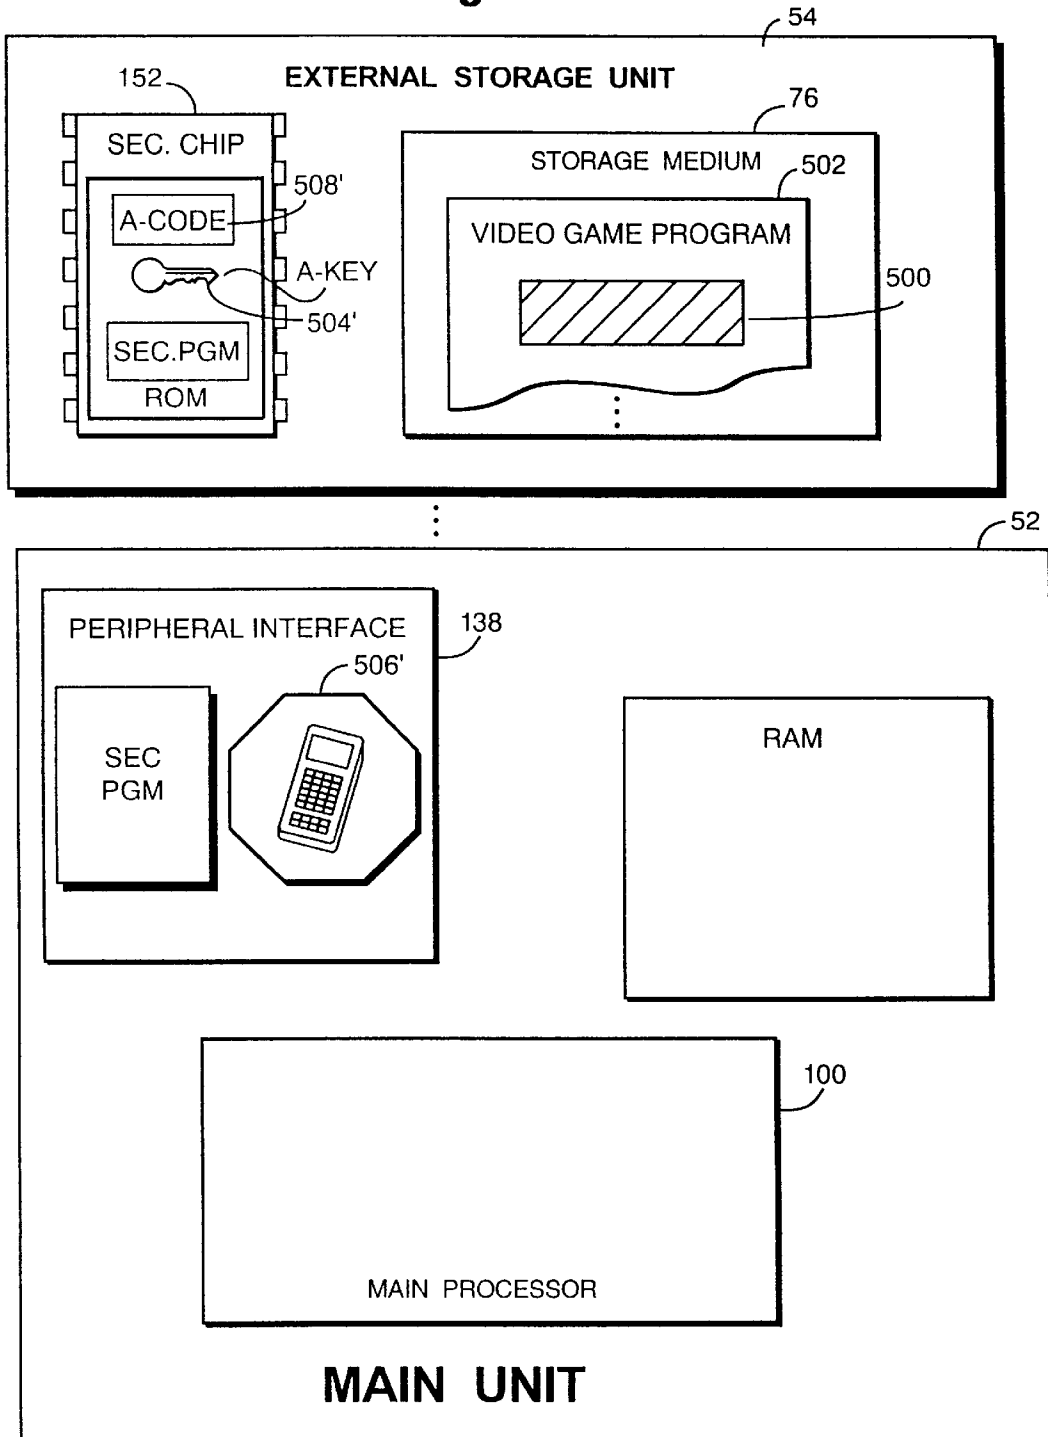 54
EXTERNAL STORAGE UNIT
152
SEC. CHIP
508'
A-CODE
A-KEY
504'
SEC.PGM
ROM
76
STORAGE MEDIUM
502
VIDEO GAME PROGRAM
500
52
PERIPHERAL INTERFACE
138
506'
SEC
PGM
RAM
100
MAIN PROCESSOR
MAIN UNIT